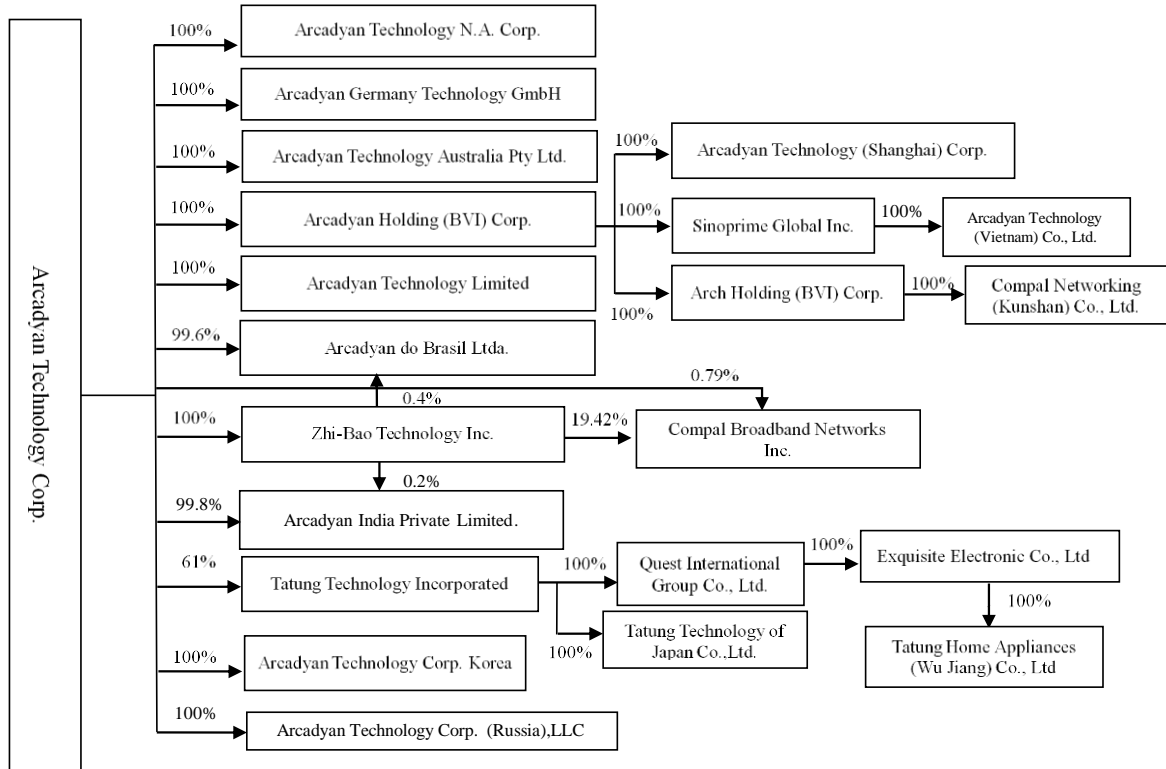 Arcadyan Technology Corp.
100%
Arcadyan Technology N.A. Corp.
100%
Arcadyan Germany Technology GmbH
100%
Arcadyan Technology Australia Pty Ltd.
100%
Arcadyan Technology (Shanghai) Corp.
100%
Arcadyan Holding (BVI) Corp.
100%
Sinoprime Global Inc.
100%
Arcadyan Technology
(Vietnam) Co., Ltd.
100%
Arcadyan Technology Limited
100%
Arch Holding (BVI) Corp.
100%
Compal Networking
(Kunshan) Co., Ltd.
99.6%
Arcadyan do Brasil Ltda.
0.79%
0.4%
100%
Zhi-Bao Technology Inc.
19.42%
Compal Broadband Networks
Inc.
0.2%
99.8%
Arcadyan India Private Limited.
61%
Tatung Technology Incorporated
100%
Quest International
Group Co., Ltd.
100%
Exquisite Electronic Co., Ltd
100%
Tatung Home Appliances
(Wu Jiang) Co., Ltd
100%
Tatung Technology of
Japan Co.,Ltd.
100%
Arcadyan Technology Corp. Korea
100%
Arcadyan Technology Corp. (Russia),LLC